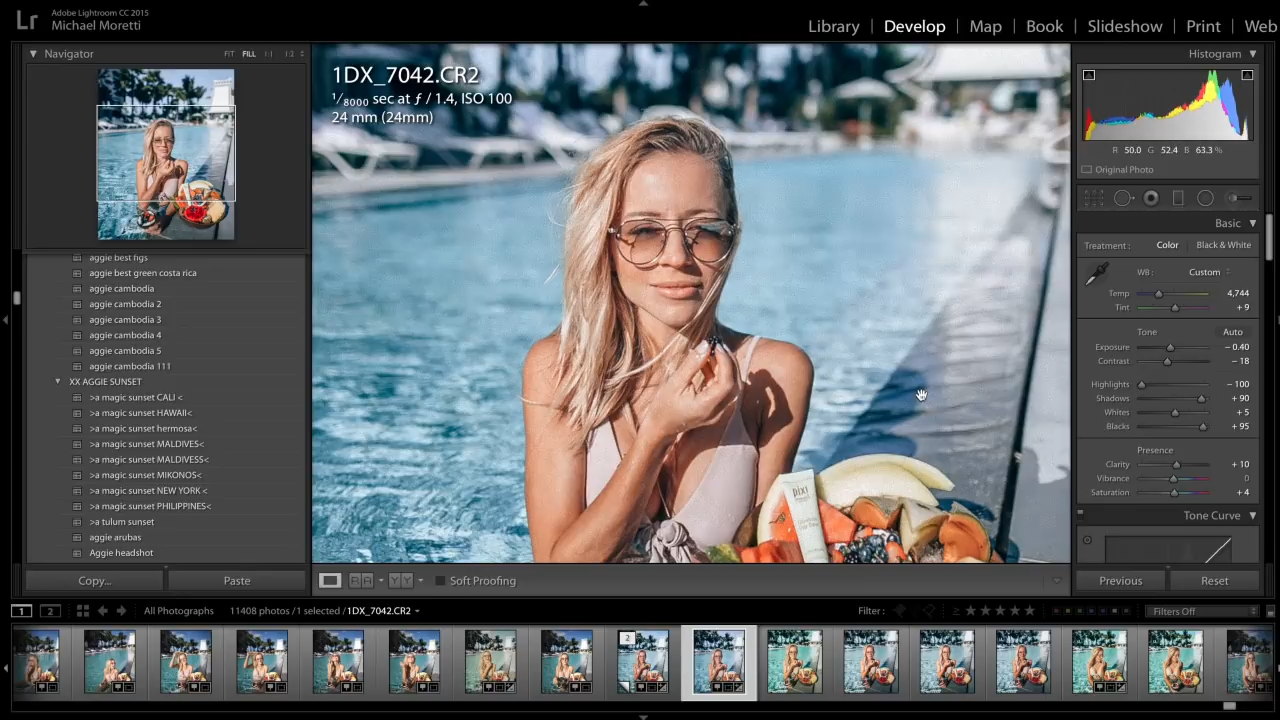 Lr
Adobe Lightroom CC 2015
Michael Moretti
Library | Develop | Map | Book | Slideshow | Print | Web
Navigator FIT FILL 1:1 1:2
aggie best figs
aggie best green costa rica
aggie cambodia
aggie cambodia 2
aggie cambodia 3
aggie cambodia 4
aggie cambodia 5
aggie cambodia 111
XX AGGIE SUNSET
>a magic sunset CALI <
>a magic sunset HAWAII<
>a magic sunset hermosa<
>a magic sunset MALDIVES<
>a magic sunset MALDIVESS<
>a magic sunset MIKONOS<
>a magic sunset NEW YORK <
>a magic sunset PHILIPPINES<
>a tulum sunset
aggie arubas
Aggie headshot
Copy... Paste
1DX_7042.CR2
1/8000 sec at ƒ / 1.4, ISO 100
24 mm (24mm)
pixi
Histogram
R 50.0 G 52.4 B 63.3 %
Original Photo
Basic
Treatment : Color Black & White
WB : Custom
Temp 4,744
Tint + 9
Tone Auto
Exposure − 0.40
Contrast − 18
Highlights − 100
Shadows + 90
Whites + 5
Blacks + 95
Presence
Clarity + 10
Vibrance 0
Saturation + 4
Tone Curve
Previous Reset
R A Y Y Soft Proofing
1 2 All Photographs 11408 photos / 1 selected / 1DX_7042.CR2 Filter : ≥ Filters Off
2